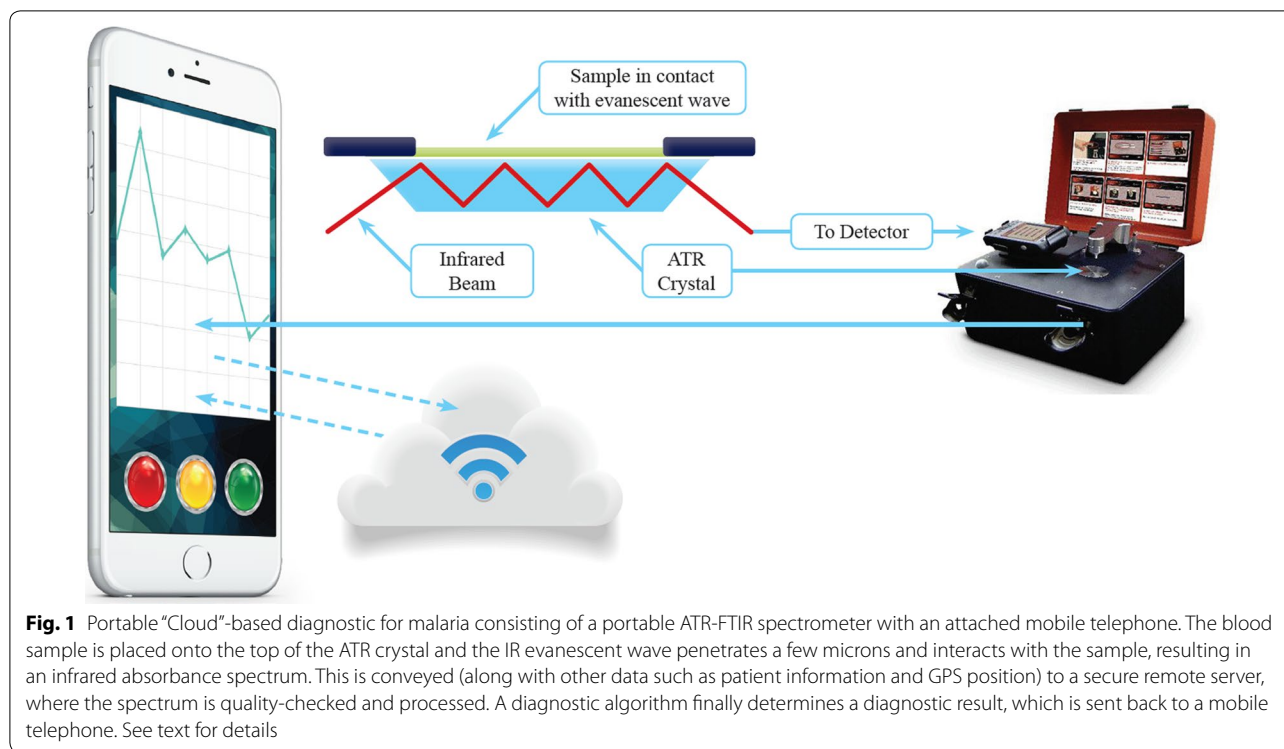 Sample in contact
with evanescent wave
To Detector
Infrared
Beam
ATR
Crystal
Fig. 1 Portable “Cloud”-based diagnostic for malaria consisting of a portable ATR-FTIR spectrometer with an attached mobile telephone. The blood
sample is placed onto the top of the ATR crystal and the IR evanescent wave penetrates a few microns and interacts with the sample, resulting in
an infrared absorbance spectrum. This is conveyed (along with other data such as patient information and GPS position) to a secure remote server,
where the spectrum is quality-checked and processed. A diagnostic algorithm finally determines a diagnostic result, which is sent back to a mobile
telephone. See text for details